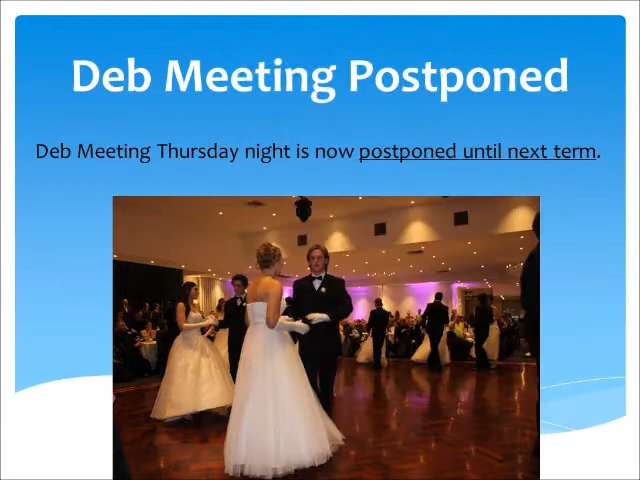 Deb Meeting Postponed
Deb Meeting Thursday night is now postponed until next term.